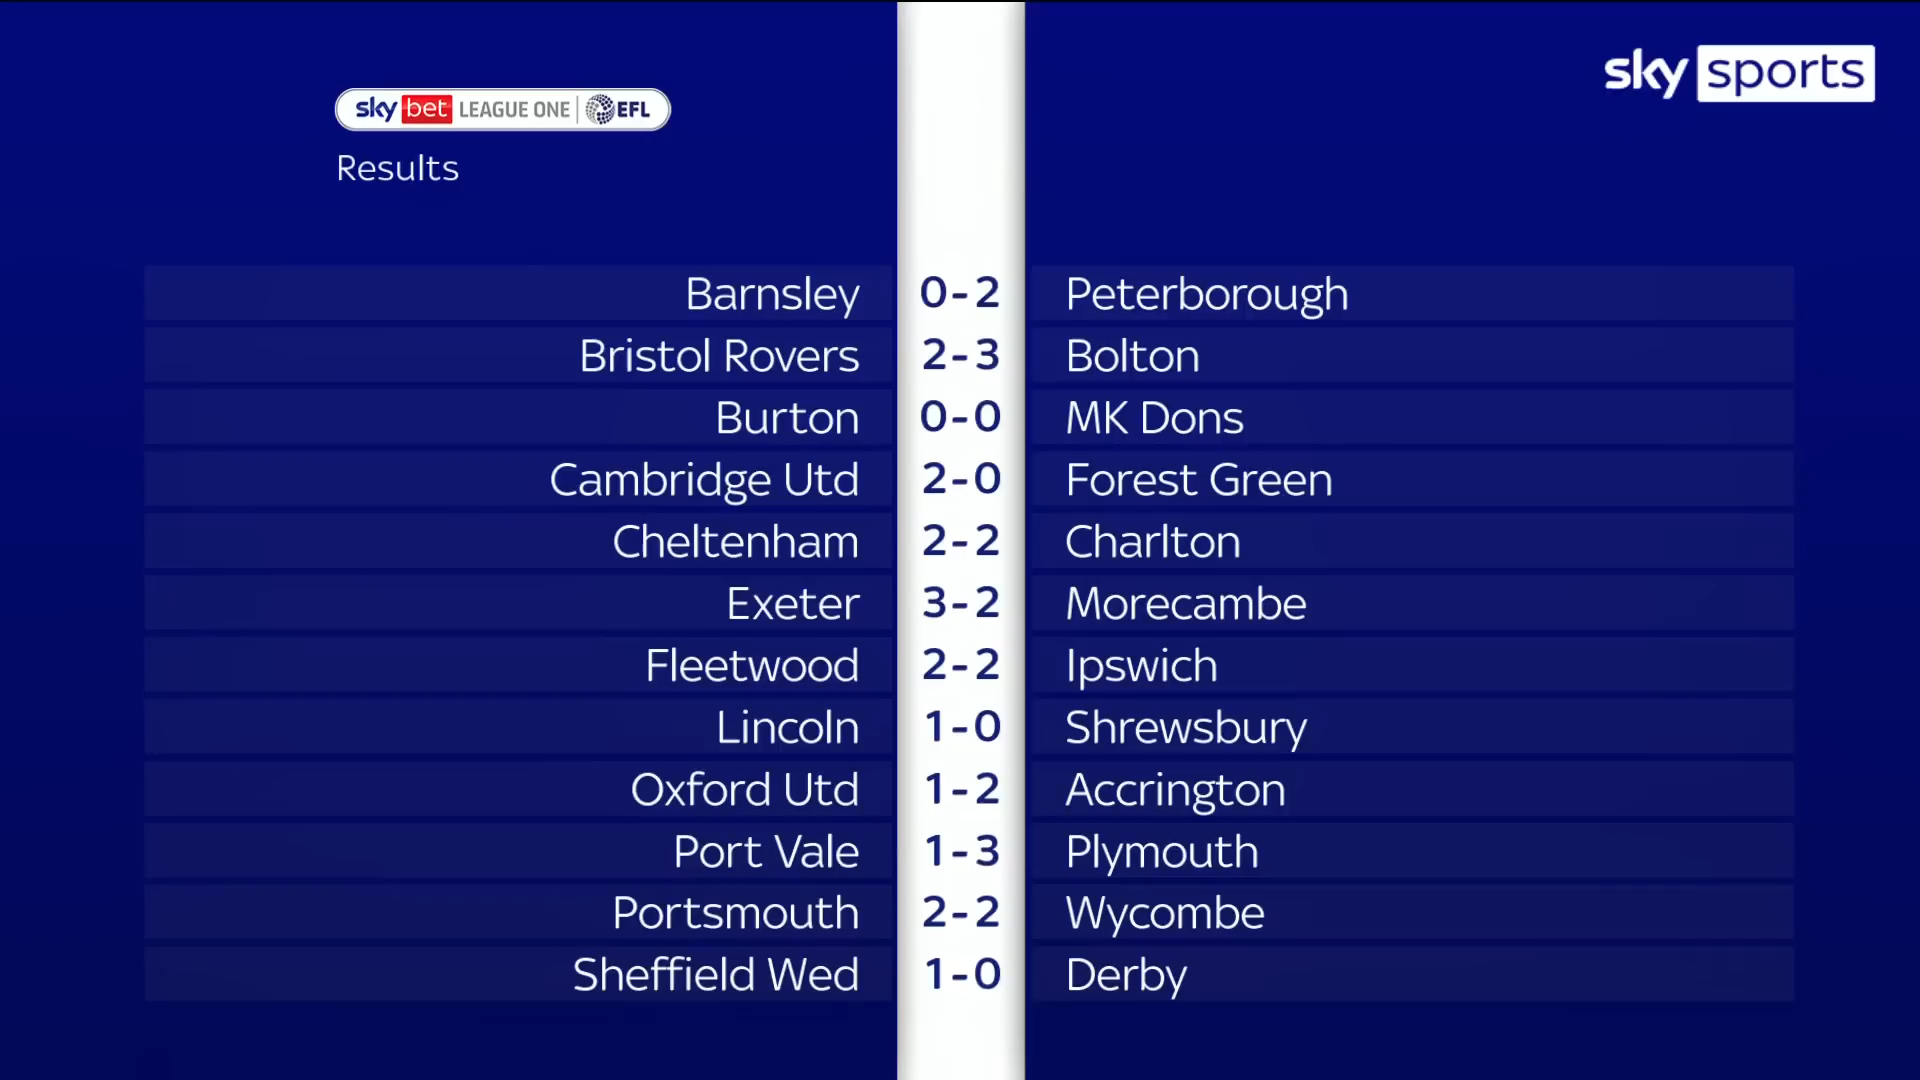 sky sports
sky bet LEAGUE ONE EFL
Results
Barnsley 0-2 Peterborough
Bristol Rovers 2-3 Bolton
Burton 0-0 MK Dons
Cambridge Utd 2-0 Forest Green
Cheltenham 2-2 Charlton
Exeter 3-2 Morecambe
Fleetwood 2-2 Ipswich
Lincoln 1-0 Shrewsbury
Oxford Utd 1-2 Accrington
Port Vale 1-3 Plymouth
Portsmouth 2-2 Wycombe
Sheffield Wed 1-0 Derby